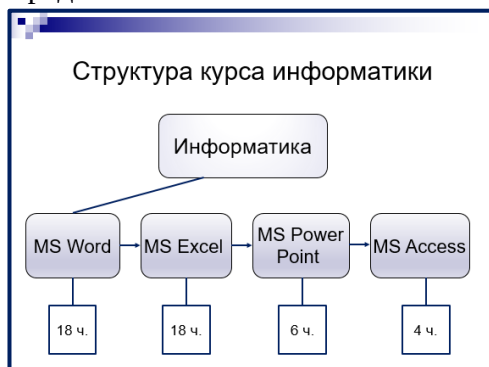 Структура курса информатики
Информатика
MS Word
MS Excel
MS Power
Point
MS Access
18 ч.
18 ч.
6 ч.
4 ч.